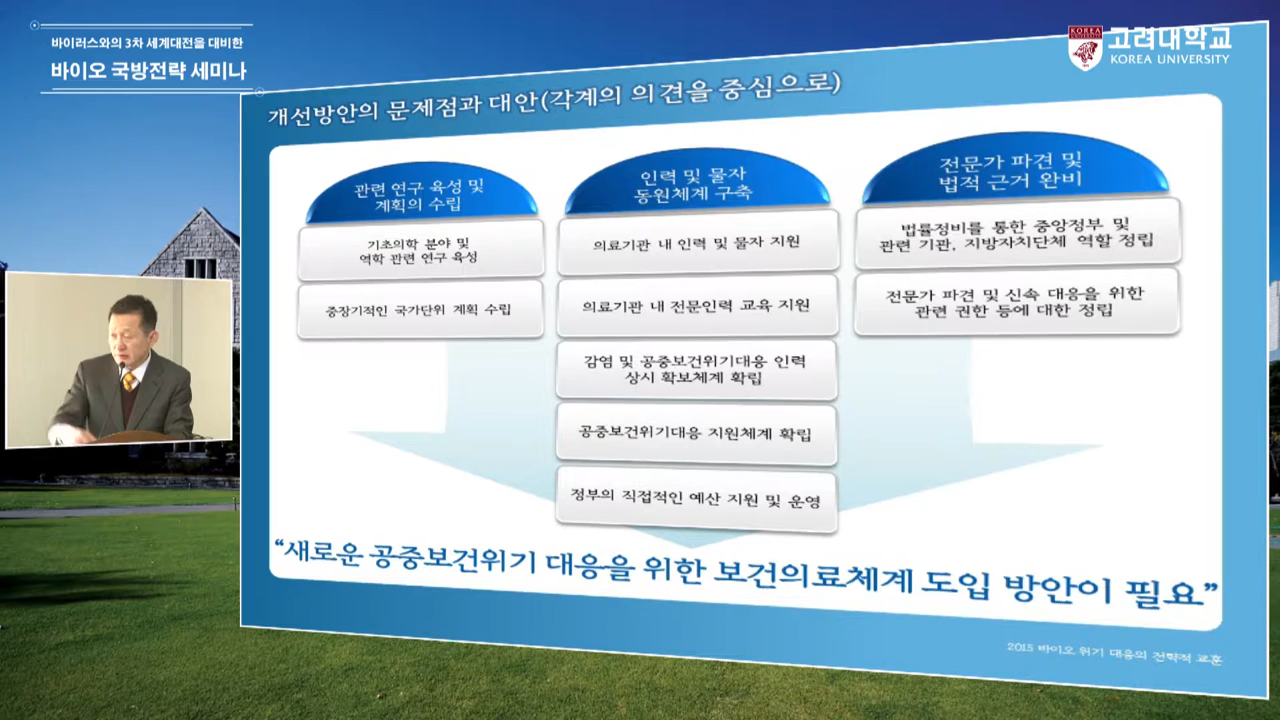 바이러스와의 3차 세계대전을 대비한
바이오 국방전략 세미나
KOREA
UNIVERSITY
고려대학교
KOREA UNIVERSITY
개선방안의 문제점과 대안(각계의 의견을 중심으로)
관련 연구 육성 및
계획의 수립
기초의학 분야 및
역학 관련 연구 육성
중장기적인 국가단위 계획 수립
인력 및 물자
동원체계 구축
의료기관 내 인력 및 물자 지원
의료기관 내 전문인력 교육 지원
감염 및 공중보건위기대응 인력
상시 확보체계 확립
공중보건위기대응 지원체계 확립
정부의 직접적인 예산 지원 및 운영
전문가 파견 및
법적 근거 완비
법률정비를 통한 중앙정부 및
관련 기관, 지방자치단체 역할 정립
전문가 파견 및 신속 대응을 위한
관련 권한 등에 대한 정립
“새로운 공중보건위기 대응을 위한 보건의료체계 도입 방안이 필요”
2015 바이오 위기 대응의 전략적 교훈